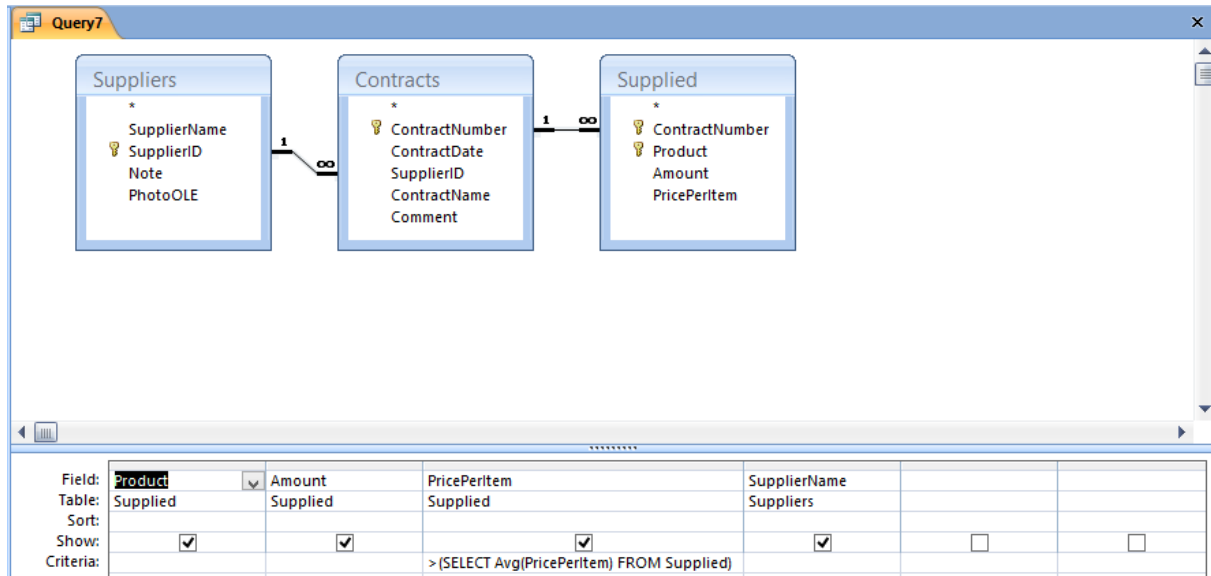 Query7
Suppliers Contracts Supplied
* * *
SupplierName ContractNumber ContractNumber
SupplierID ContractDate Product
Note SupplierID Amount
PhotoOLE ContractName PricePerItem
Comment
1 ∞ 1 ∞
Field: Product Amount PricePerItem SupplierName
Table: Supplied Supplied Supplied Suppliers
Sort:
Show:
Criteria: >(SELECT Avg(PricePerItem) FROM Supplied)